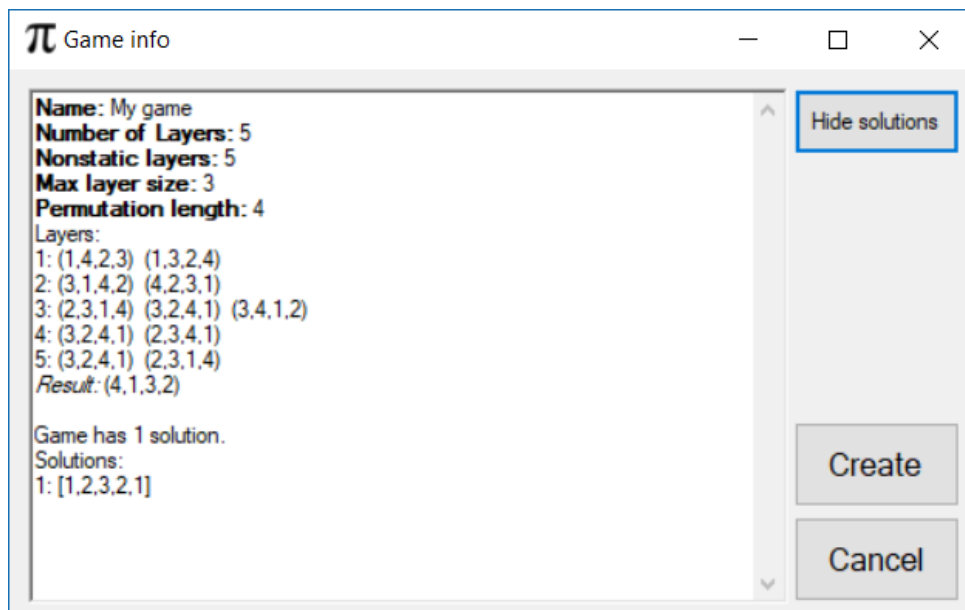 π Game info
Hide solutions
Name: My game
Number of Layers: 5
Nonstatic layers: 5
Max layer size: 3
Permutation length: 4
Layers:
1: (1,4,2,3) (1,3,2,4)
2: (3,1,4,2) (4,2,3,1)
3: (2,3,1,4) (3,2,4,1) (3,4,1,2)
4: (3,2,4,1) (2,3,4,1)
5: (3,2,4,1) (2,3,1,4)
Result: (4,1,3,2)
Game has 1 solution.
Solutions:
1: [1,2,3,2,1]
Create
Cancel